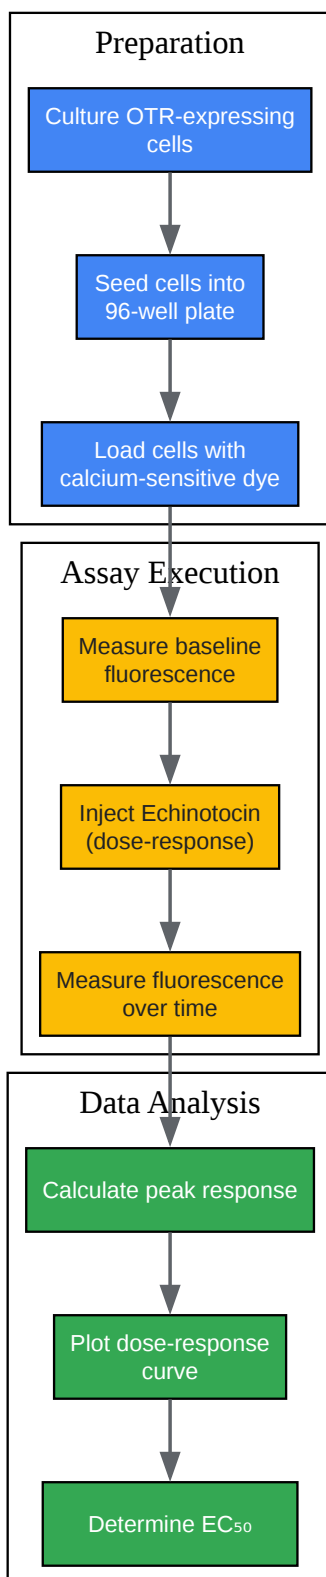 Preparation
Culture OTR-expressing
cells
Seed cells into
96-well plate
Load cells with
calcium-sensitive dye
Assay Execution
Measure baseline
fluorescence
Inject Echinotocin
(dose-response)
Measure fluorescence
over time
Data Analysis
Calculate peak response
Plot dose-response
curve
Determine EC₅₀